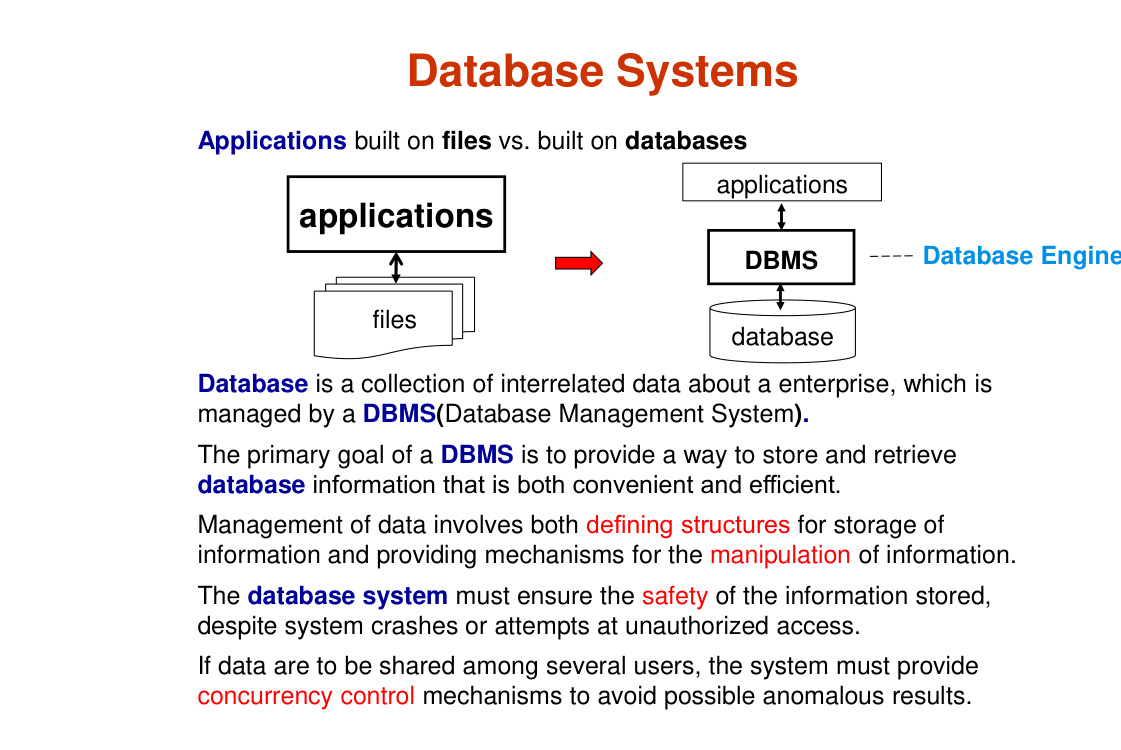 Database Systems
Applications built on files vs. built on databases
applications
files
applications
DBMS
Database Engine
database
Database is a collection of interrelated data about a enterprise, which is
managed by a DBMS(Database Management System).
The primary goal of a DBMS is to provide a way to store and retrieve
database information that is both convenient and efficient.
Management of data involves both defining structures for storage of
information and providing mechanisms for the manipulation of information.
The database system must ensure the safety of the information stored,
despite system crashes or attempts at unauthorized access.
If data are to be shared among several users, the system must provide
concurrency control mechanisms to avoid possible anomalous results.